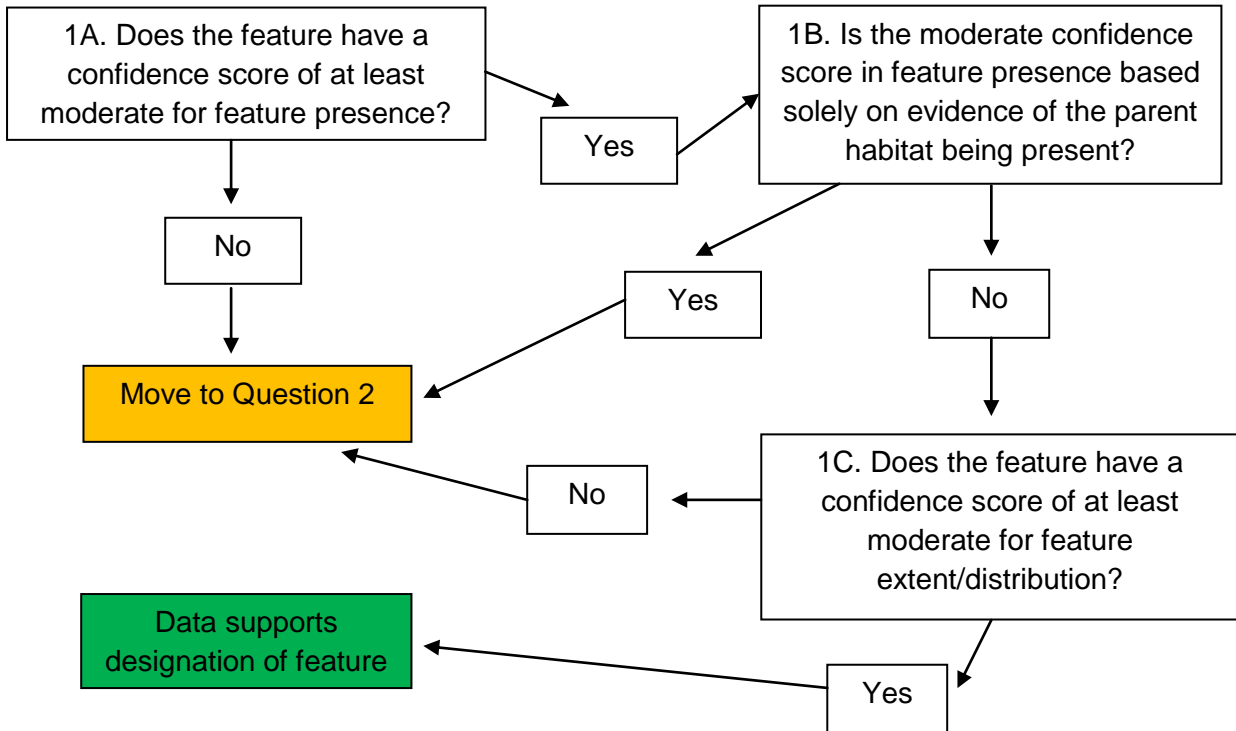 1A. Does the feature have a
confidence score of at least
moderate for feature presence?
1B. Is the moderate confidence
score in feature presence based
solely on evidence of the parent
habitat being present?
Yes
No
Yes
No
Move to Question 2
1C. Does the feature have a
confidence score of at least
moderate for feature
extent/distribution?
No
Data supports
designation of feature
Yes